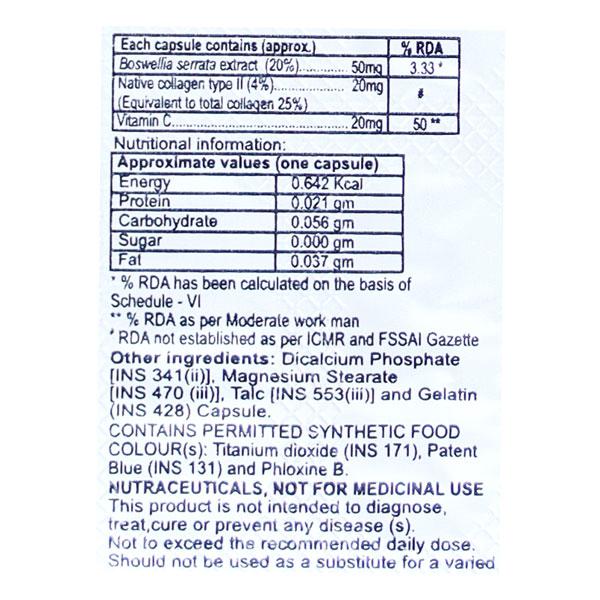 Each capsule contains (approx.) % RDA
Boswellia serrata extract (20%).............. 50mg 3.33 *
Native collagen type II (4%)................... 20mg #
(Equivalent to total collagen 25%)
Vitamin C.......................................... 20mg 50 **
Nutritional information:
Approximate values (one capsule)
Energy 0.642 Kcal
Protein 0.021 gm
Carbohydrate 0.056 gm
Sugar 0.000 gm
Fat 0.037 gm
* % RDA has been calculated on the basis of
Schedule - VI
** % RDA as per Moderate work man
# RDA not established as per ICMR and FSSAI Gazette
Other ingredients: Dicalcium Phosphate
[INS 341(ii)], Magnesium Stearate
[INS 470 (iii)], Talc [INS 553(iii)] and Gelatin
(INS 428) Capsule.
CONTAINS PERMITTED SYNTHETIC FOOD
COLOUR(s): Titanium dioxide (INS 171), Patent
Blue (INS 131) and Phloxine B.
NUTRACEUTICALS, NOT FOR MEDICINAL USE
This product is not intended to diagnose,
treat,cure or prevent any disease (s).
Not to exceed the recommended daily dose.
Should not be used as a substitute for a varied